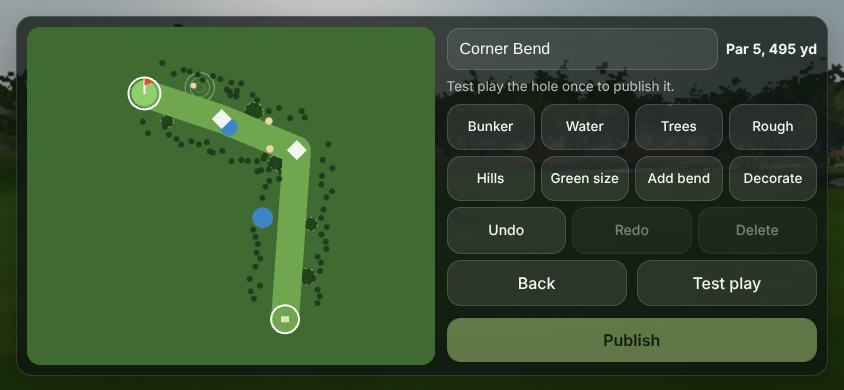 Corner Bend
Par 5, 495 yd
Test play the hole once to publish it.
Bunker
Water
Trees
Rough
Hills
Green size
Add bend
Decorate
Undo
Redo
Delete
Back
Test play
Publish